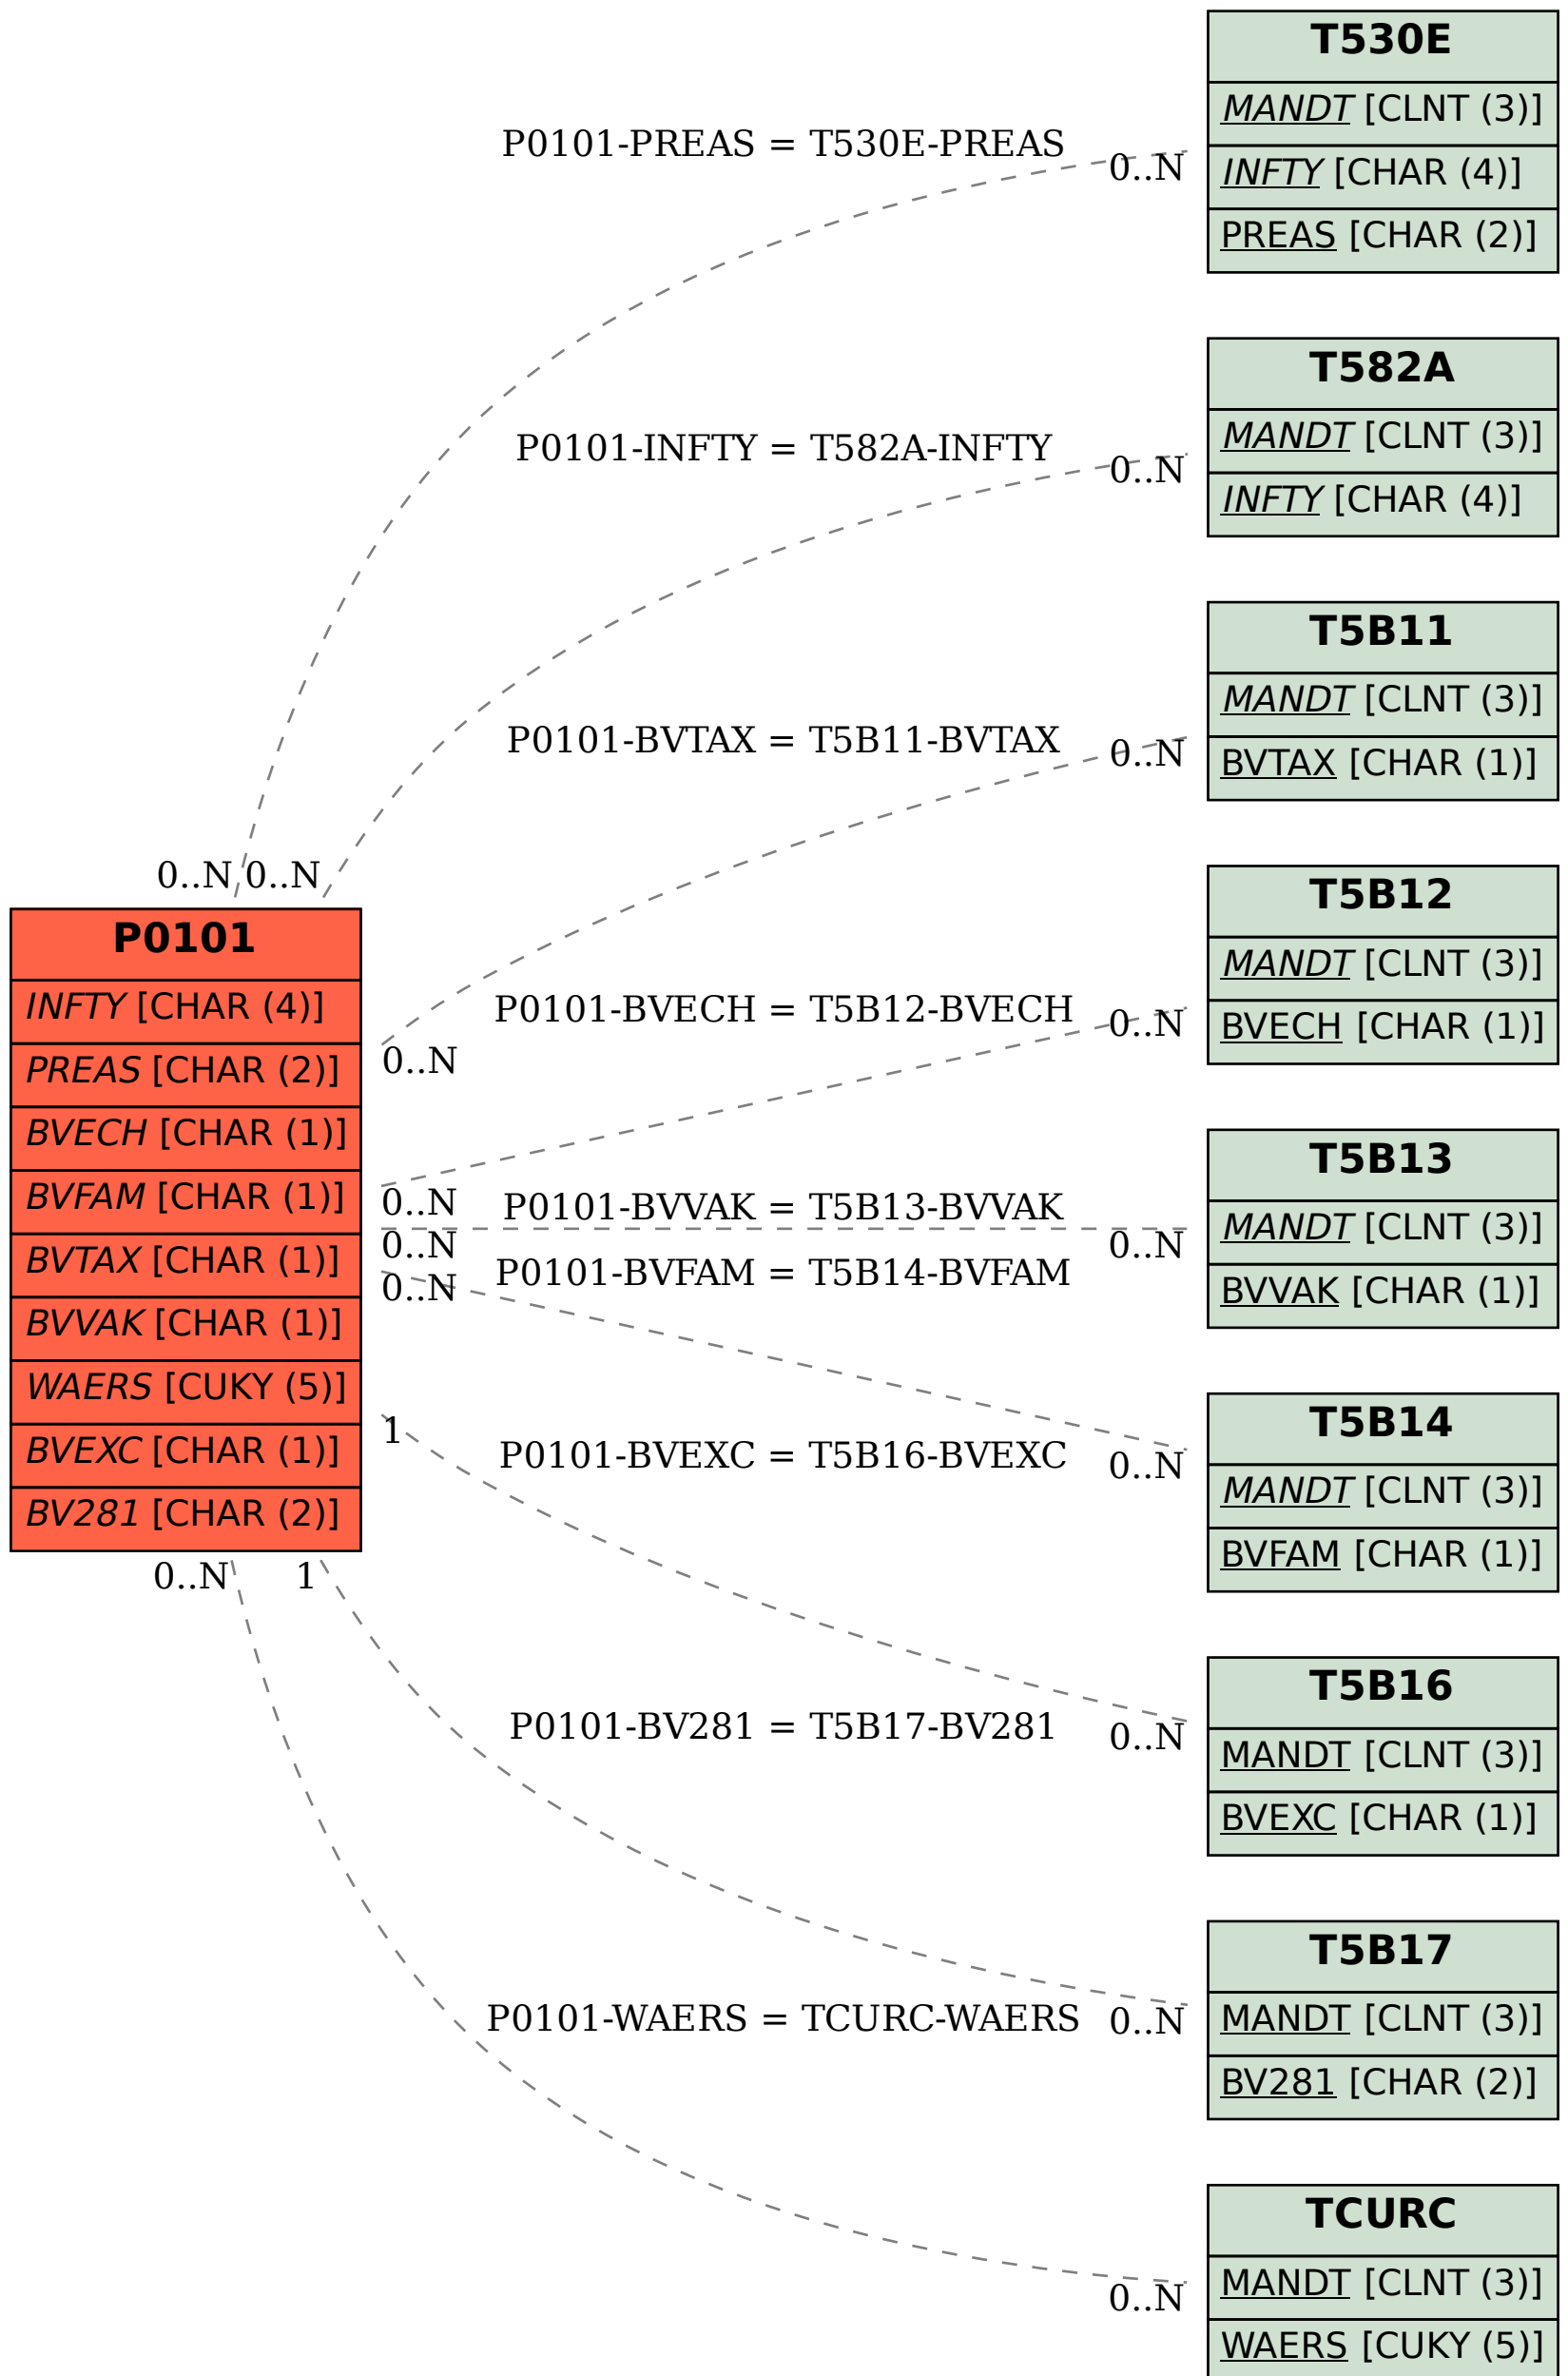 T530E
MANDT [CLNT (3)]
INFTY [CHAR (4)]
PREAS [CHAR (2)]
P0101-PREAS = T530E-PREAS
0..N
T582A
MANDT [CLNT (3)]
INFTY [CHAR (4)]
P0101-INFTY = T582A-INFTY
0..N
T5B11
MANDT [CLNT (3)]
BVTAX [CHAR (1)]
P0101-BVTAX = T5B11-BVTAX
0..N
0..N 0..N
P0101
INFTY [CHAR (4)]
PREAS [CHAR (2)]
BVECH [CHAR (1)]
BVFAM [CHAR (1)]
BVTAX [CHAR (1)]
BVVAK [CHAR (1)]
WAERS [CUKY (5)]
BVEXC [CHAR (1)]
BV281 [CHAR (2)]
0..N
0..N
0..N
0..N
1
0..N 1
T5B12
MANDT [CLNT (3)]
BVECH [CHAR (1)]
P0101-BVECH = T5B12-BVECH
0..N
T5B13
MANDT [CLNT (3)]
BVVAK [CHAR (1)]
P0101-BVVAK = T5B13-BVVAK
0..N
P0101-BVFAM = T5B14-BVFAM
0..N
T5B14
MANDT [CLNT (3)]
BVFAM [CHAR (1)]
P0101-BVEXC = T5B16-BVEXC
0..N
T5B16
MANDT [CLNT (3)]
BVEXC [CHAR (1)]
P0101-BV281 = T5B17-BV281
0..N
T5B17
MANDT [CLNT (3)]
BV281 [CHAR (2)]
P0101-WAERS = TCURC-WAERS
0..N
TCURC
MANDT [CLNT (3)]
WAERS [CUKY (5)]